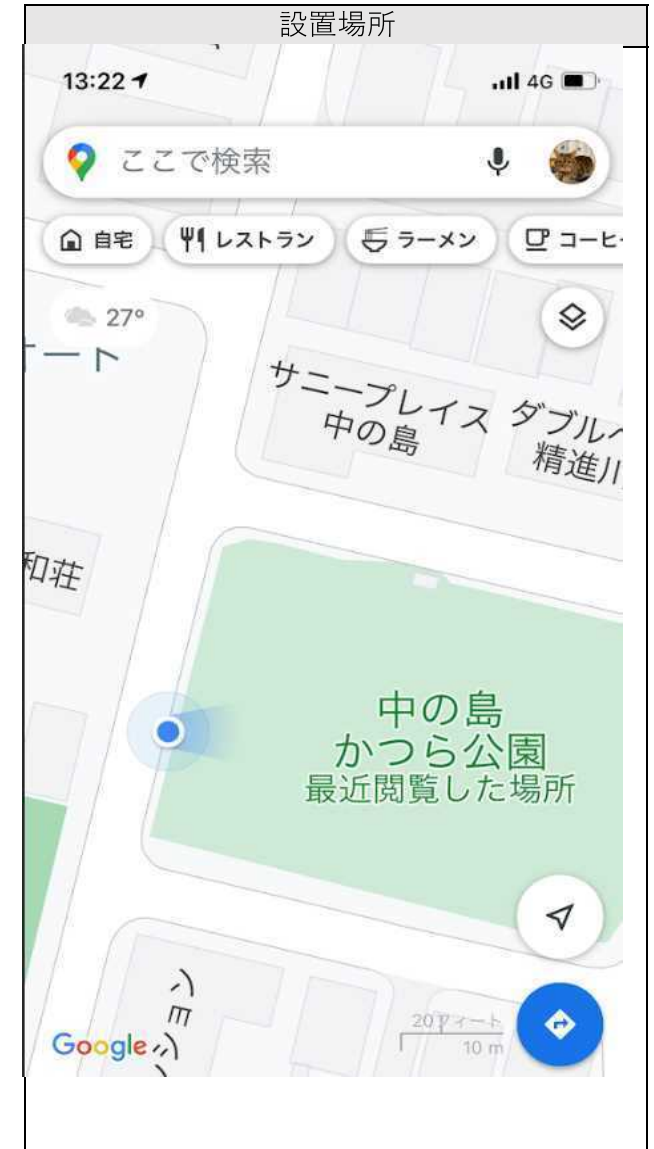 設置場所
13:22
4G
ここで検索
自宅
レストラン
ラーメン
コーヒ
27°
ート
サニープレイス
中の島
ダブル
精進川
和荘
中の島
かつら公園
最近閲覧した場所
20フィート
10 m
Google